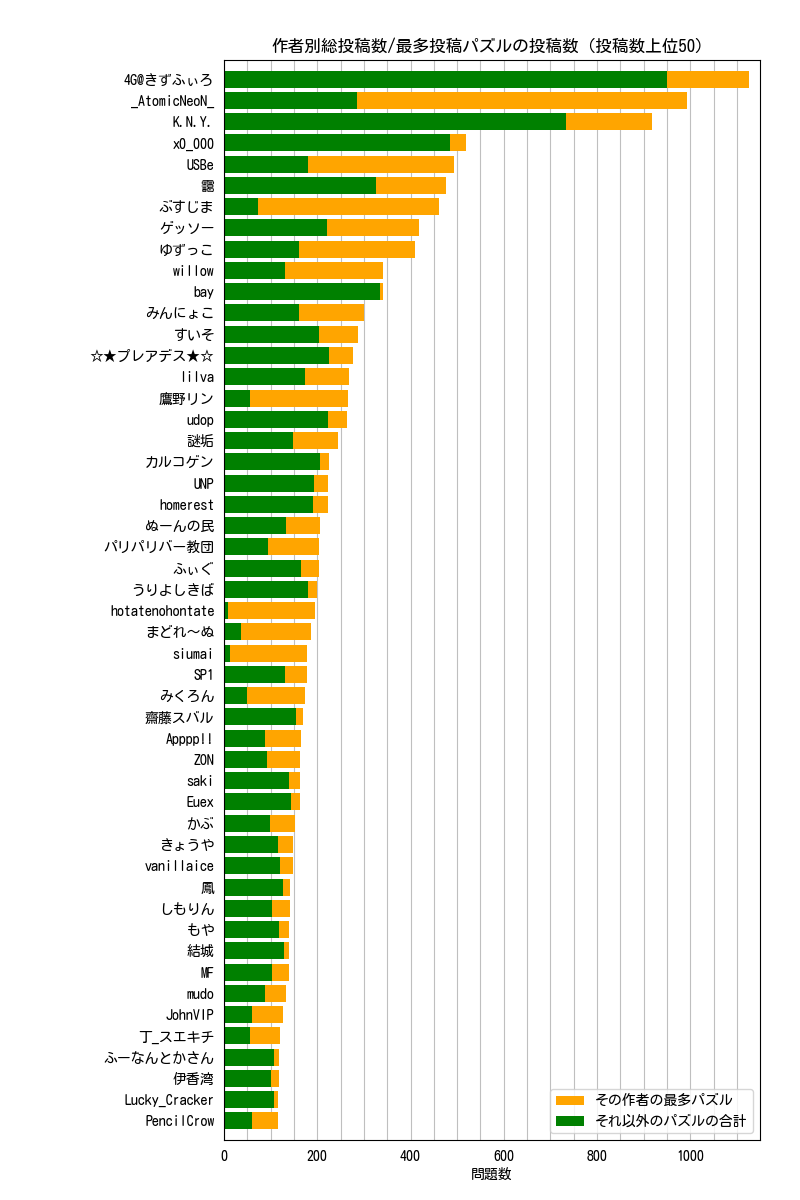 作者別総投稿数/最多投稿パズルの投稿数 (投稿数上位50)
4G@きずふぃろ
_AtomicNeoN_
K.N.Y.
x0_000
USBe
ぶすじま
ゲッソー
ゆずっこ
willow
bay
みんにょこ
すいそ
☆★プレアデス★☆
lilva
鷹野リン
udop
謎垢
カルコゲン
UNP
homerest
ぬーんの民
パリパリバー教団
ふぃぐ
うりよしきば
hotatenohontate
まどれ～ぬ
siumai
SP1
みくろん
齋藤スバル
ZON
saki
Euex
かぶ
きょうや
vanillaice
鳳
しもりん
もや
結城
MF
mudo
JohnVIP
丁_スエキチ
ふーなんとかさん
伊香湾
Lucky_Cracker
PencilCrow
その作者の最多パズル
それ以外のパズルの合計
0 200 400 600 800 1000
問題数